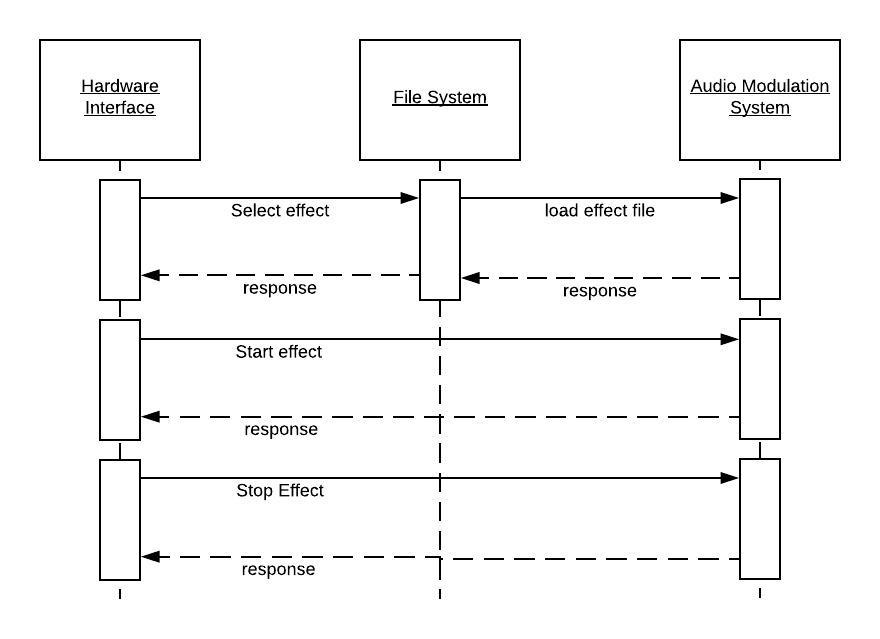 Hardware
Interface
File System
Audio Modulation
System
Select effect
load effect file
response
response
Start effect
response
Stop Effect
response